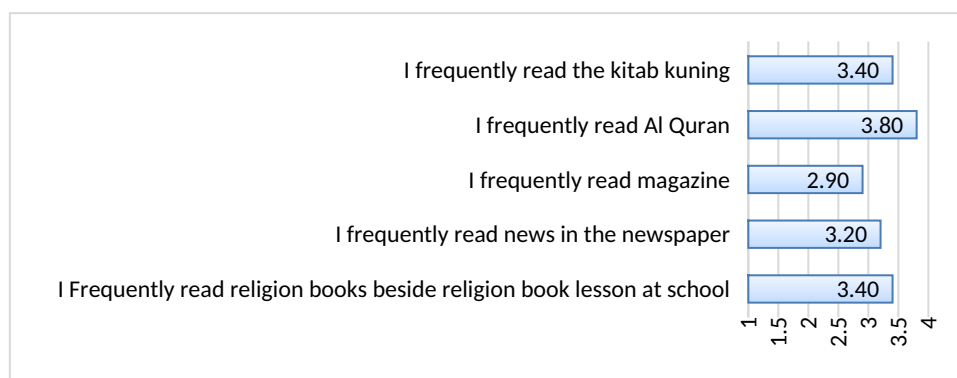 I frequently read the kitab kuning 3.40
I frequently read Al Quran 3.80
I frequently read magazine 2.90
I frequently read news in the newspaper 3.20
I Frequently read religion books beside religion book lesson at school 3.40
1 1.5 2 2.5 3 3.5 4